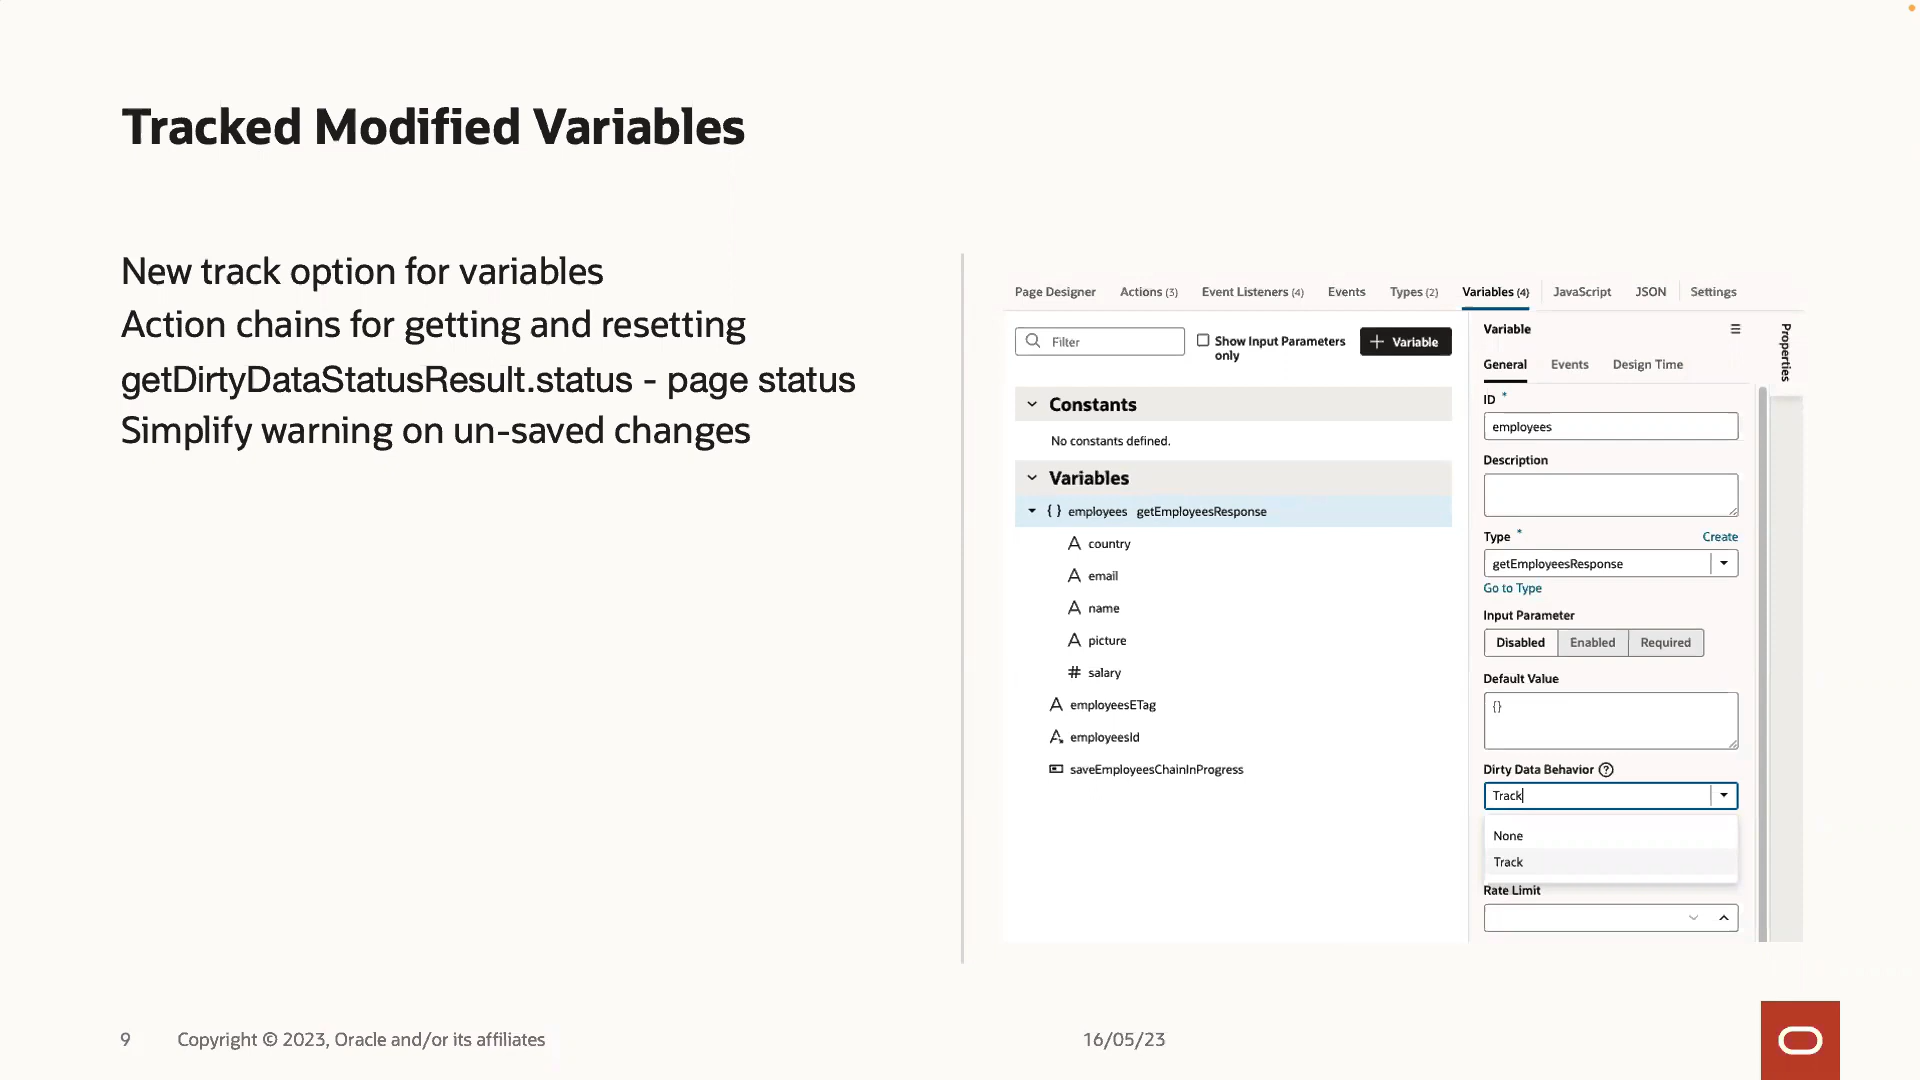 Tracked Modified Variables
New track option for variables
Action chains for getting and resetting
getDirtyDataStatusResult.status - page status
Simplify warning on un-saved changes
Page Designer Actions (3) Event Listeners (4) Events Types (2) Variables (4) JavaScript JSON Settings
Filter
Show Input Parameters
only
+ Variable
Constants
No constants defined.
Variables
{ } employees getEmployeesResponse
A country
A email
A name
A picture
# salary
A employeesETag
A employeesId
saveEmployeesChainInProgress
Variable
General Events Design Time
ID *
employees
Description
Type * Create
getEmployeesResponse
Go to Type
Input Parameter
Disabled Enabled Required
Default Value
{}
Dirty Data Behavior ?
Track
None
Track
Rate Limit
Properties
9 Copyright © 2023, Oracle and/or its affiliates 16/05/23